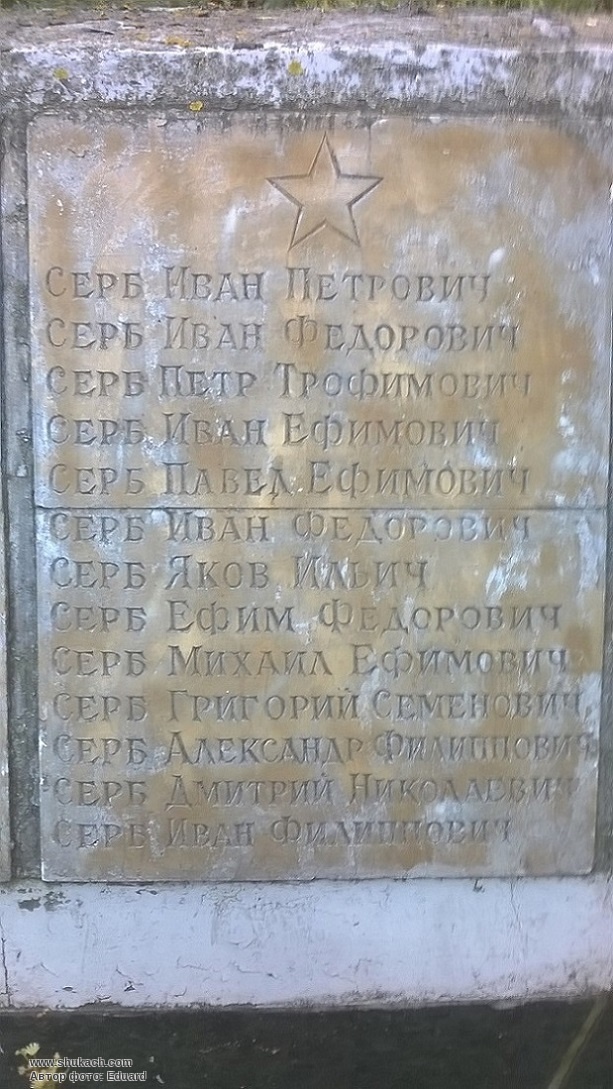 Серб Иван Петрович
Серб Иван Федорович
Серб Петр Трофимович
Серб Иван Ефимович
Серб Павел Ефимович
Серб Иван Федорович
Серб Яков Ильич
Серб Ефим Федорович
Серб Михаил Ефимович
Серб Григорий Семенович
Серб Александр Филиппович
Серб Дмитрий Николаевич
Серб Иван Филиппович
www.shukach.com
Автор фото: Eduard